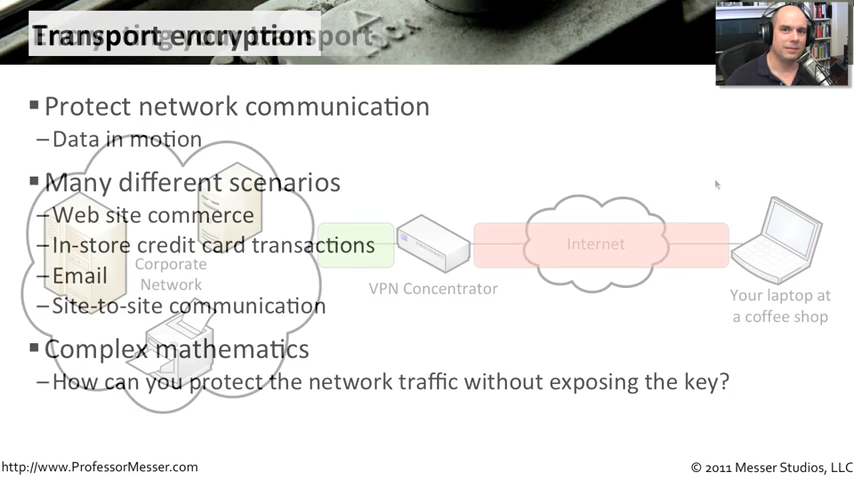 Transport encryption
▪ Protect network communication
–Data in motion
▪ Many different scenarios
–Web site commerce
–In-store credit card transactions
–Email
–Site-to-site communication
▪ Complex mathematics
–How can you protect the network traffic without exposing the key?
Corporate
Network
VPN Concentrator
Internet
Your laptop at
a coffee shop
http://www.ProfessorMesser.com
© 2011 Messer Studios, LLC